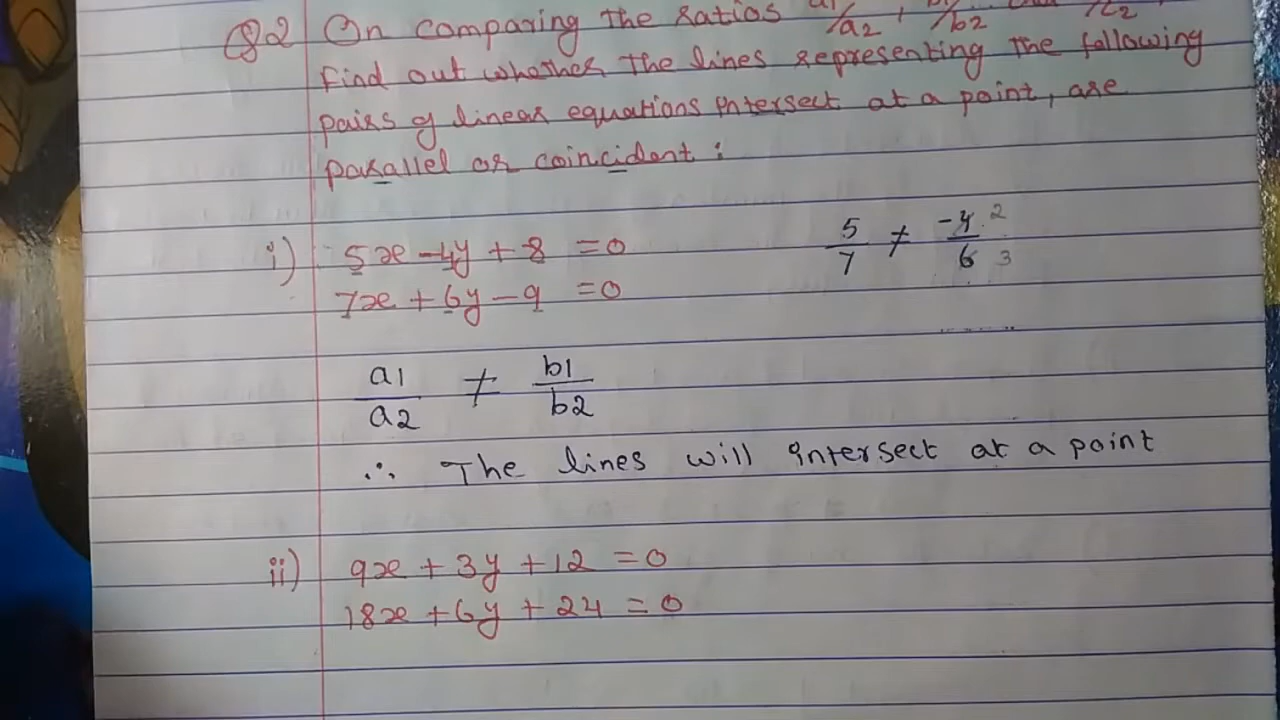 Q2 On comparing the ratios a1/a2, b1/b2 c2,
find out whether the lines representing the following
pairs of linear equations intersect at a point, are
parallel or coincident:
i) 5x - 4y + 8 = 0
7x + 6y - 9 = 0
5/7 ≠ -4/6 2 3
a1/a2 ≠ b1/b2
∴ The lines will intersect at a point
ii) 9x + 3y + 12 = 0
18x + 6y + 24 = 0